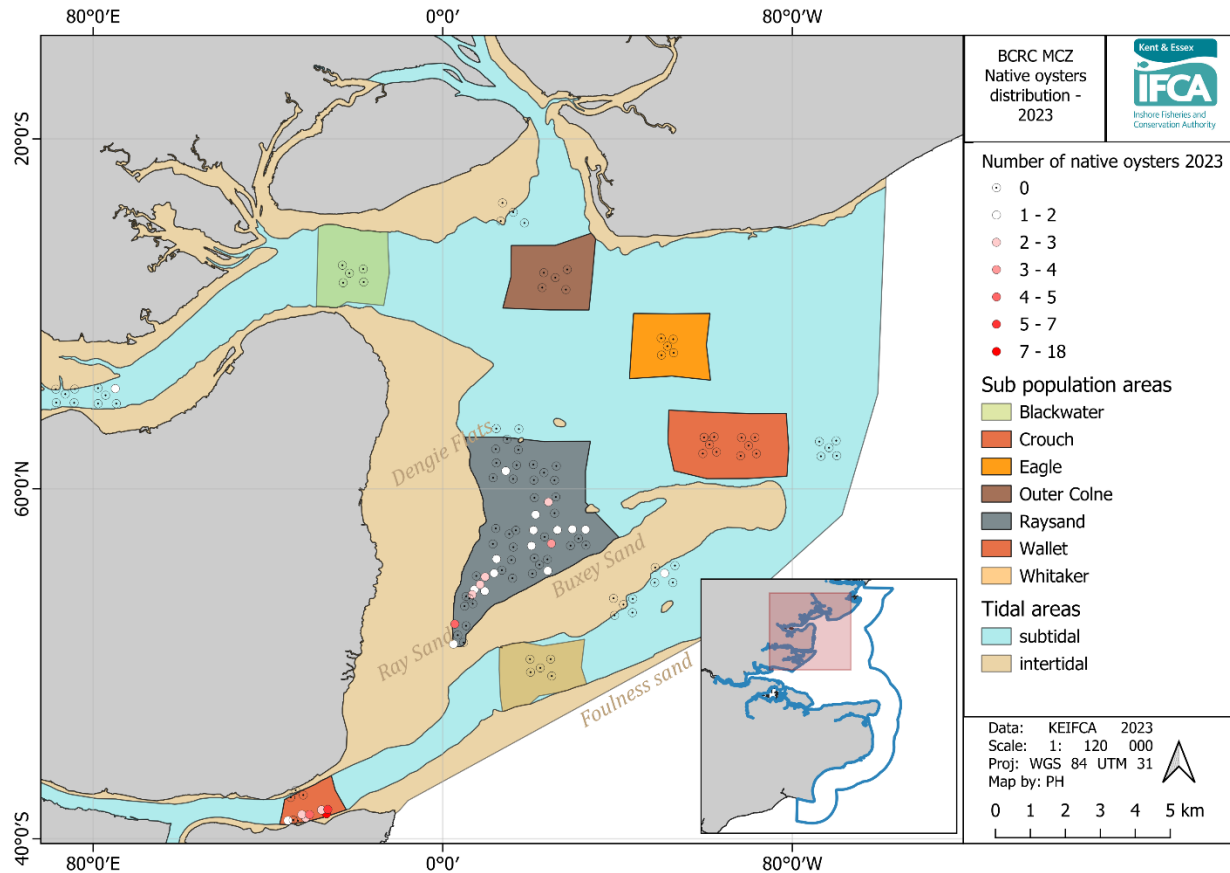 80°0'E
0°0'
80°0'W
20°S
60°N
40°S
80°0'E
0°0'
80°0'W
Dengie Flats
Buxey Sand
Ray Sand
Foulness sand
BCRC MCZ
Native oysters
distribution -
2023
Kent & Essex
IFCA
Inshore Fisheries and
Conservation Authority
Number of native oysters 2023
0
1 - 2
2 - 3
3 - 4
4 - 5
5 - 7
7 - 18
Sub population areas
Blackwater
Crouch
Eagle
Outer Colne
Raysand
Wallet
Whitaker
Tidal areas
subtidal
intertidal
Data: KEIFCA 2023
Scale: 1: 120 000
Proj: WGS 84 UTM 31
Map by: PH
0 1 2 3 4 5 km